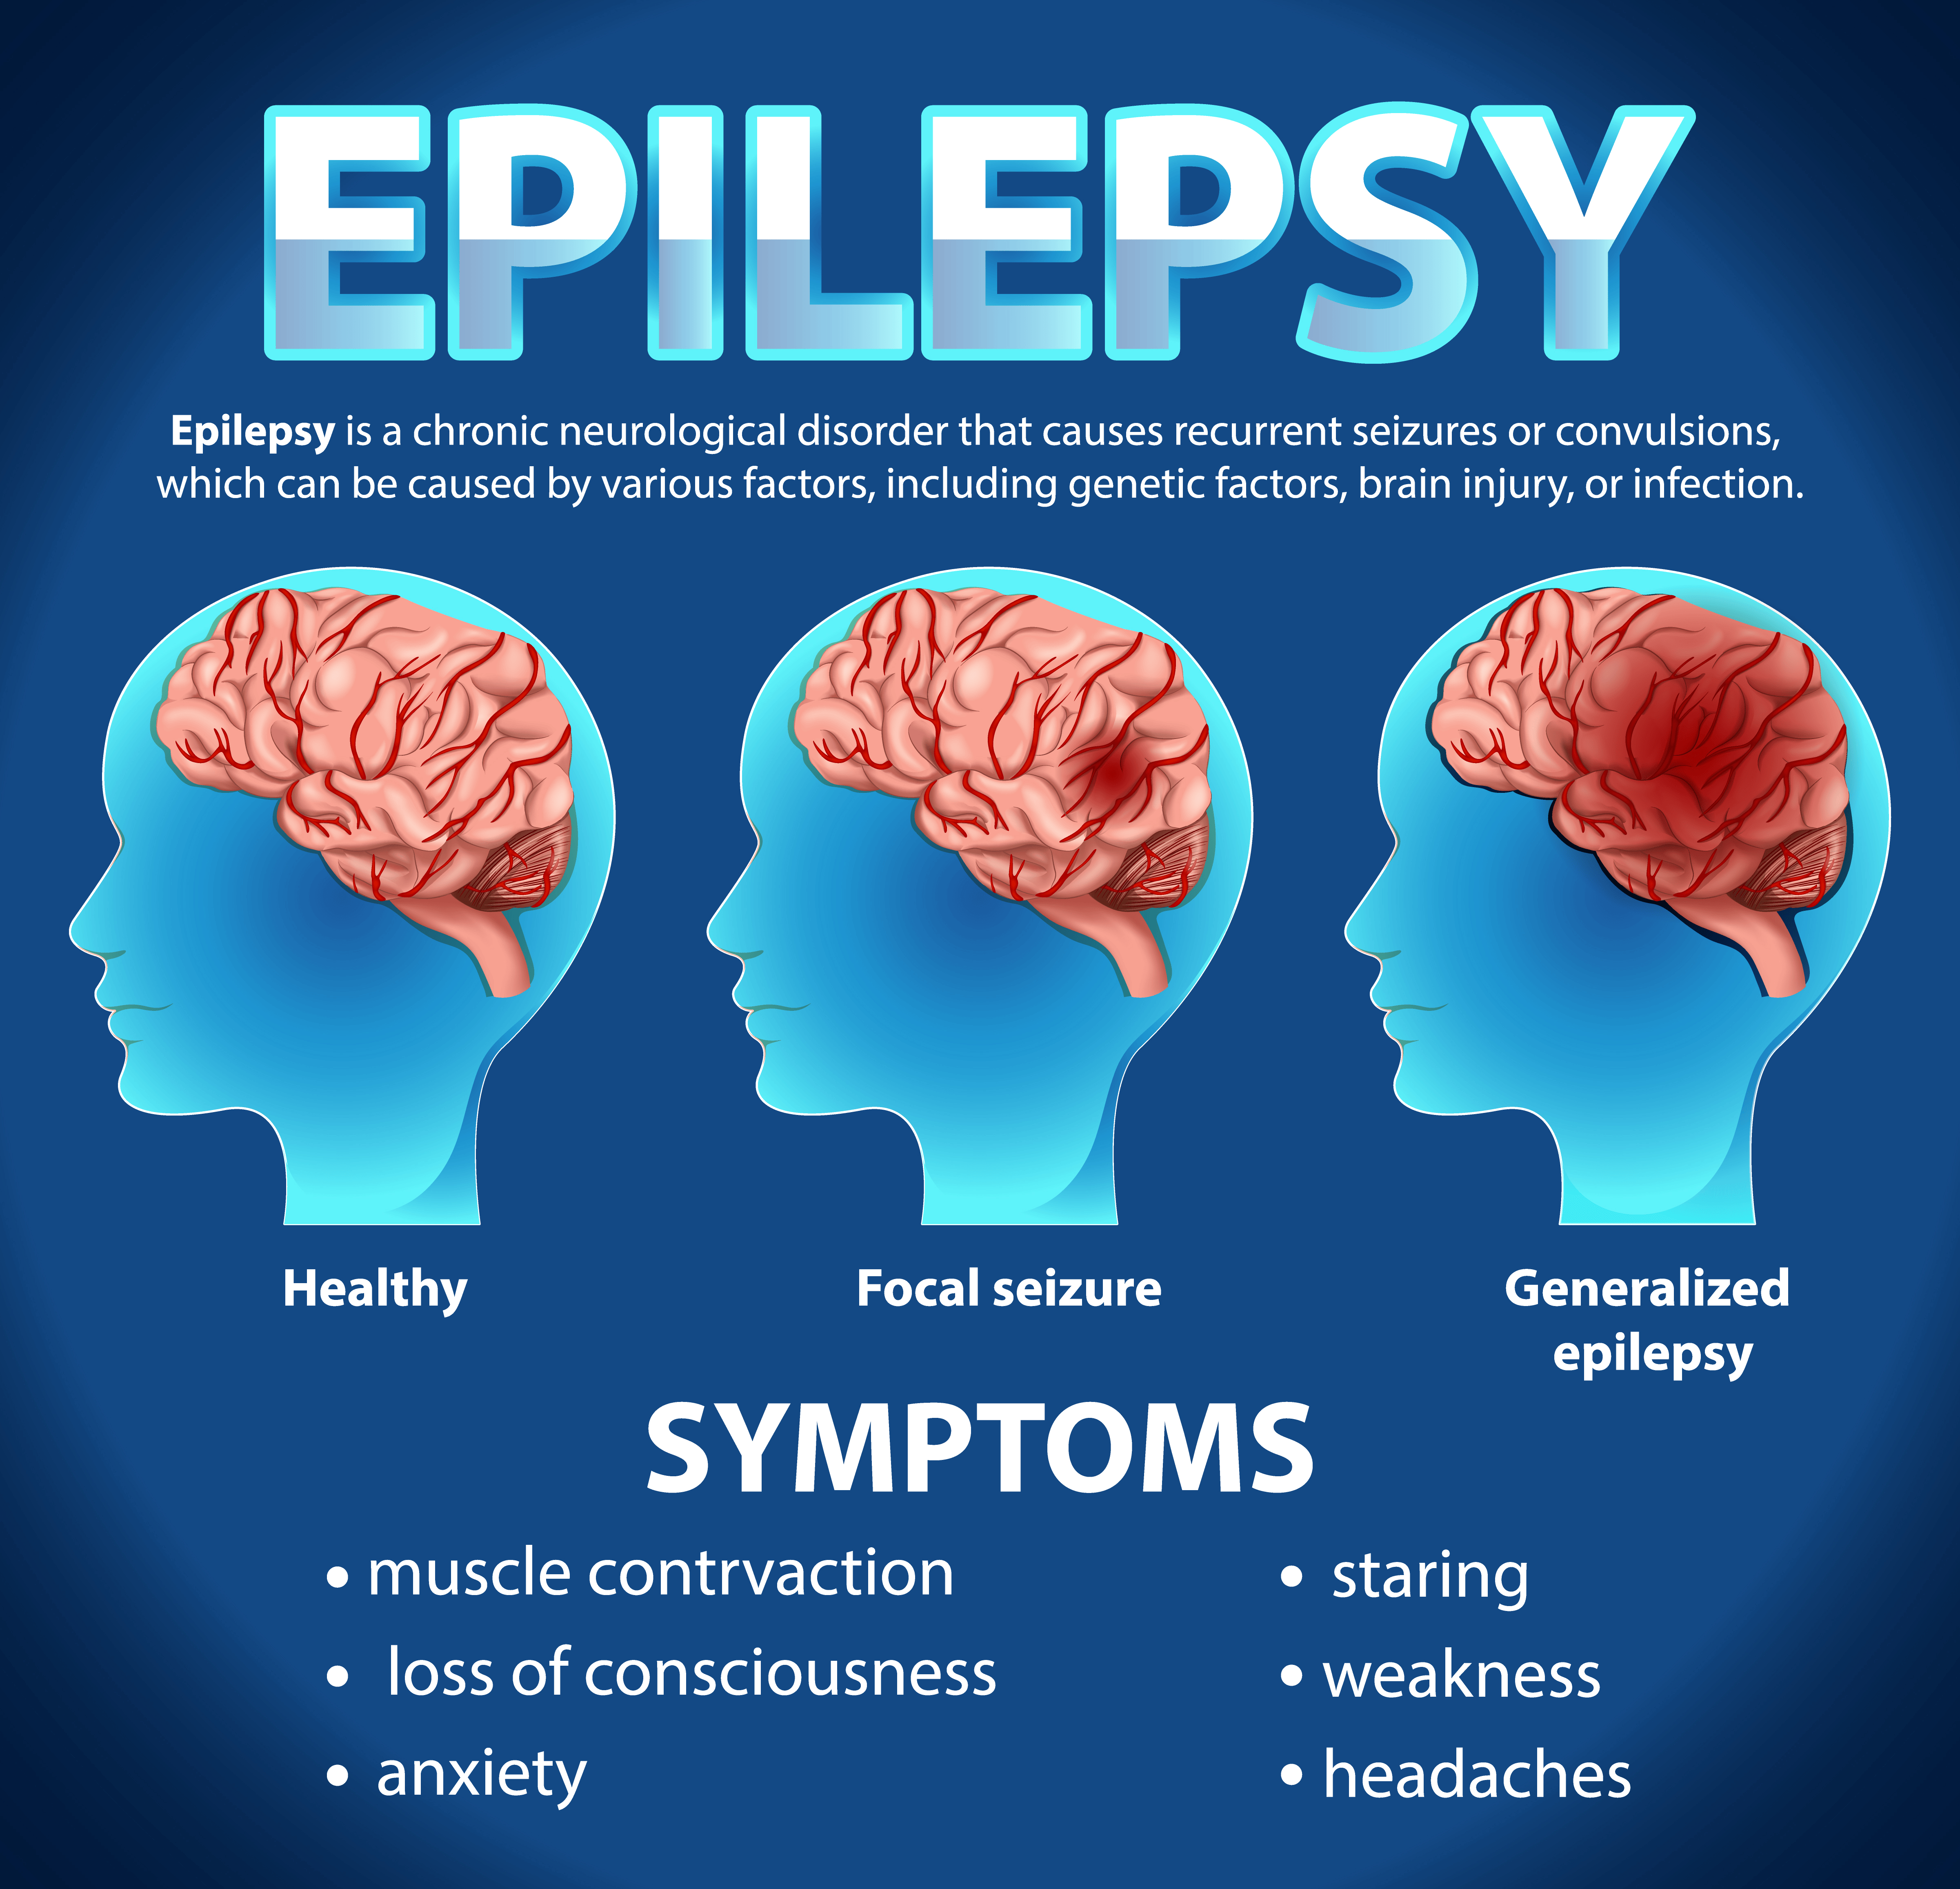 EPILEPSY
Epilepsy is a chronic neurological disorder that causes recurrent seizures or convulsions,
which can be caused by various factors, including genetic factors, brain injury, or infection.
Healthy
Focal seizure
Generalized
epilepsy
SYMPTOMS
• muscle contrvaction
• loss of consciousness
• anxiety
• staring
• weakness
• headaches